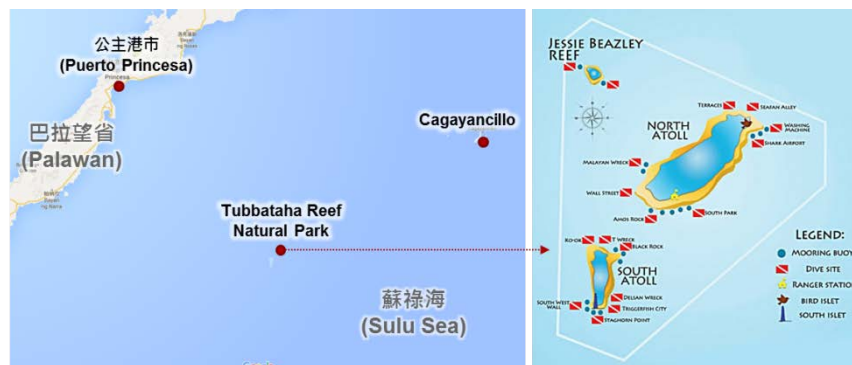 公主港市
(Puerto Princesa)
Princesa
巴拉望省
(Palawan)
Cagayancillo
Tubbataha Reef
Natural Park
蘇祿海
(Sulu Sea)
JESSIE BEAZLEY
REEF
TERRACES
SEAFAN ALLEY
NORTH
ATOLL
WASHING
MACHINE
SHARK AIRPORT
MALAYAN WRECK
WALL STREET
AMOS ROCK
SOUTH PARK
KO-OK
T WRECK
BLACK ROCK
SOUTH
ATOLL
SOUTH WEST
WALL
DELSAN WRECK
TRIGGERFISH CITY
STAGHORN POINT
LEGEND:
MOORING BUOY
DIVE SITE
RANGER STATION
BIRD ISLET
SOUTH ISLET